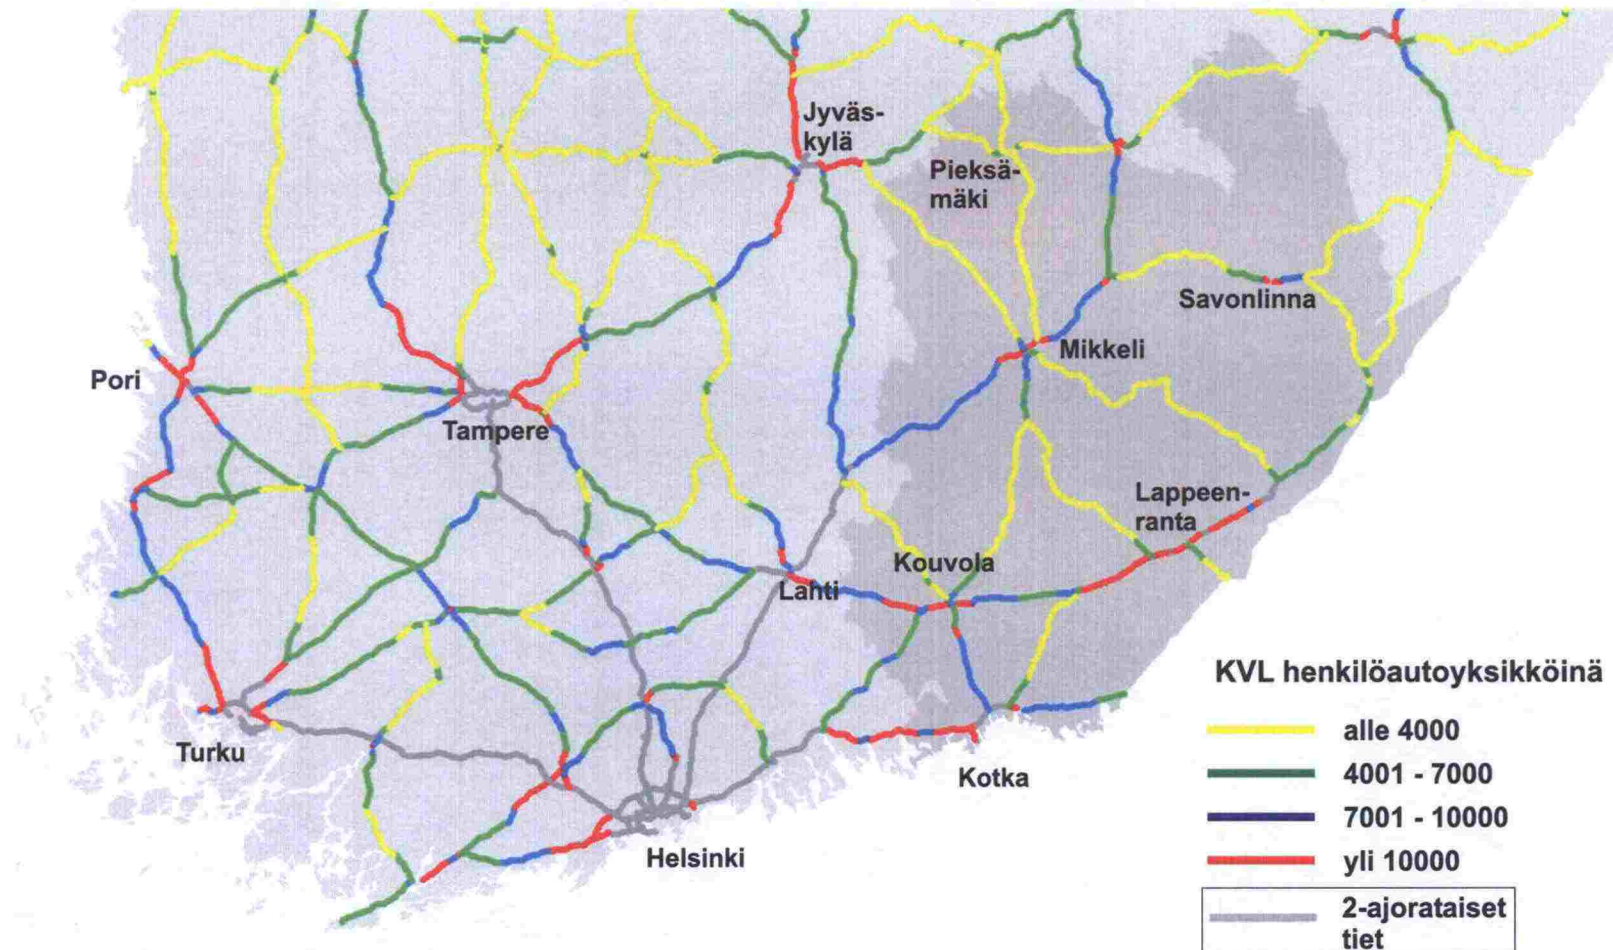 Jyväs-
kylä
Pieksä-
mäki
Savonlinna
Mikkeli
Pori
Tampere
Lappeen-
ranta
Kouvola
Lahti
KVL henkilöautoyksikköinä
alle 4000
Turku
4001 - 7000
Kotka
7001 - 10000
Helsinki
yli 10000
2-ajorataiset
tiet